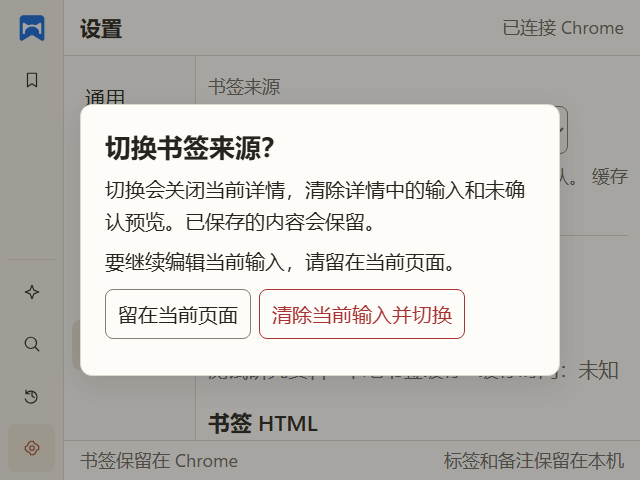 设置
已连接 Chrome
通用
书签来源
切换书签来源？
切换会关闭当前详情，清除详情中的输入和未确
认预览。已保存的内容会保留。
缓存
要继续编辑当前输入，请留在当前页面。
留在当前页面
清除当前输入并切换
未知
书签 HTML
书签保留在 Chrome
标签和备注保留在本机